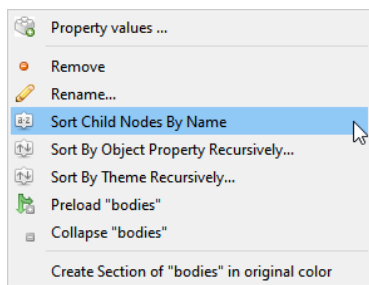 Property values ...
Remove
Rename...
a-z
Sort Child Nodes By Name
Sort By Object Property Recursively...
Sort By Theme Recursively...
Preload "bodies"
Collapse "bodies"
Create Section of "bodies" in original color